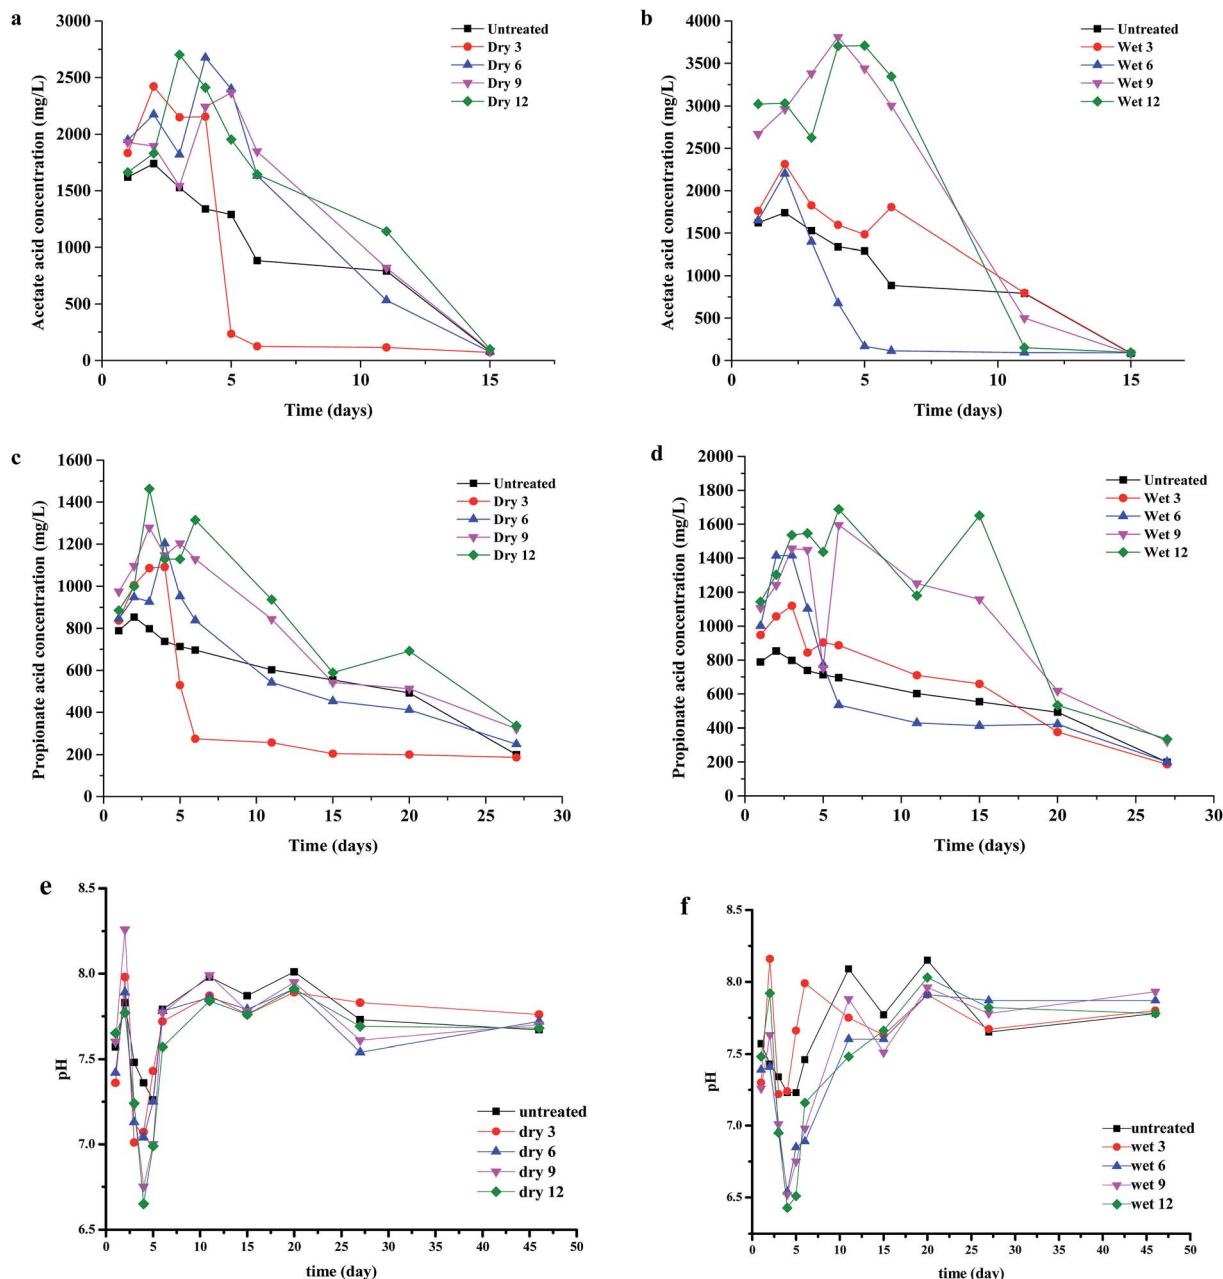 a
3000
2500
2000
1500
1000
500
0
0
5
10
15
Acetate acid concentration (mg/L)
Time (days)
Untreated
Dry 3
Dry 6
Dry 9
Dry 12
b
4000
3500
3000
2500
2000
1500
1000
500
0
0
5
10
15
Acetate acid concentration (mg/L)
Time (days)
Untreated
Wet 3
Wet 6
Wet 9
Wet 12
c
1600
1400
1200
1000
800
600
400
200
0
0
5
10
15
20
25
30
Propionate acid concentration (mg/L)
Time (days)
Untreated
Dry 3
Dry 6
Dry 9
Dry 12
d
2000
1800
1600
1400
1200
1000
800
600
400
200
0
0
5
10
15
20
25
30
Propionate acid concentration (mg/L)
Time (days)
Untreated
Wet 3
Wet 6
Wet 9
Wet 12
e
8.5
8.0
7.5
7.0
6.5
0
5
10
15
20
25
30
35
40
45
50
pH
time (day)
untreated
dry 3
dry 6
dry 9
dry 12
f
8.5
8.0
7.5
7.0
6.5
0
5
10
15
20
25
30
35
40
45
50
pH
time (day)
untreated
wet 3
wet 6
wet 9
wet 12